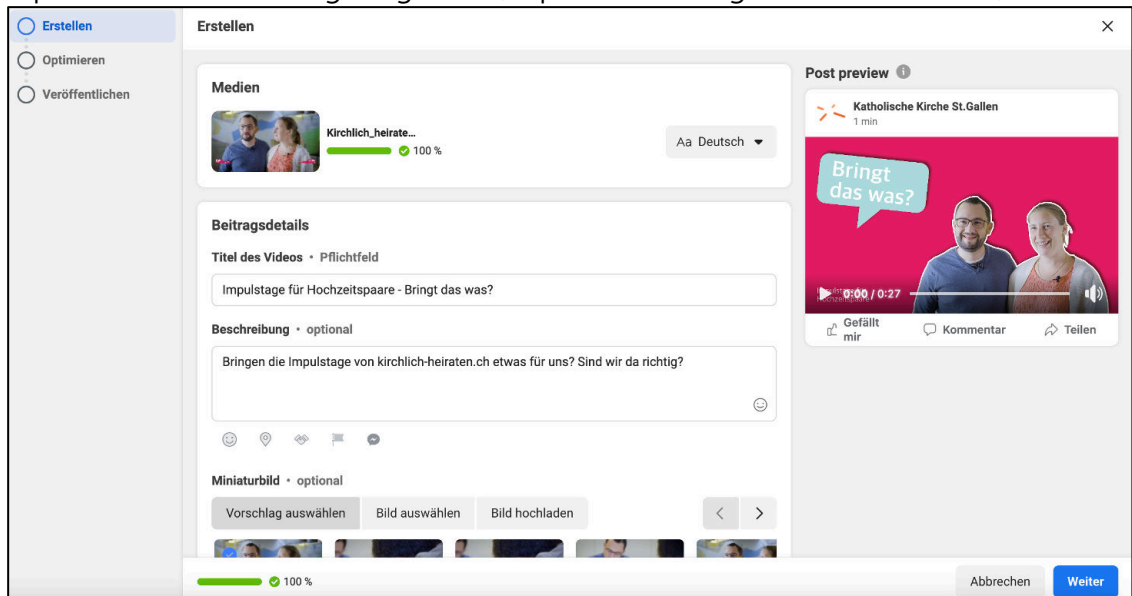 Erstellen
Optimieren
Veröffentlichen
Erstellen
Medien
Kirchlich_heirate...
100 %
Aa Deutsch
Beitragsdetails
Titel des Videos • Pflichtfeld
Impulstage für Hochzeitspaare - Bringt das was?
Beschreibung • optional
Bringen die Impulstage von kirchlich-heiraten.ch etwas für uns? Sind wir da richtig?
Miniaturbild • optional
Vorschlag auswählen
Bild auswählen
Bild hochladen
100 %
Abbrechen
Weiter
Post preview
Katholische Kirche St.Gallen
1 min
Bringt
das was?
Impulstage für
Hochzeitspaare
0:00 / 0:27
Gefällt
mir
Kommentar
Teilen